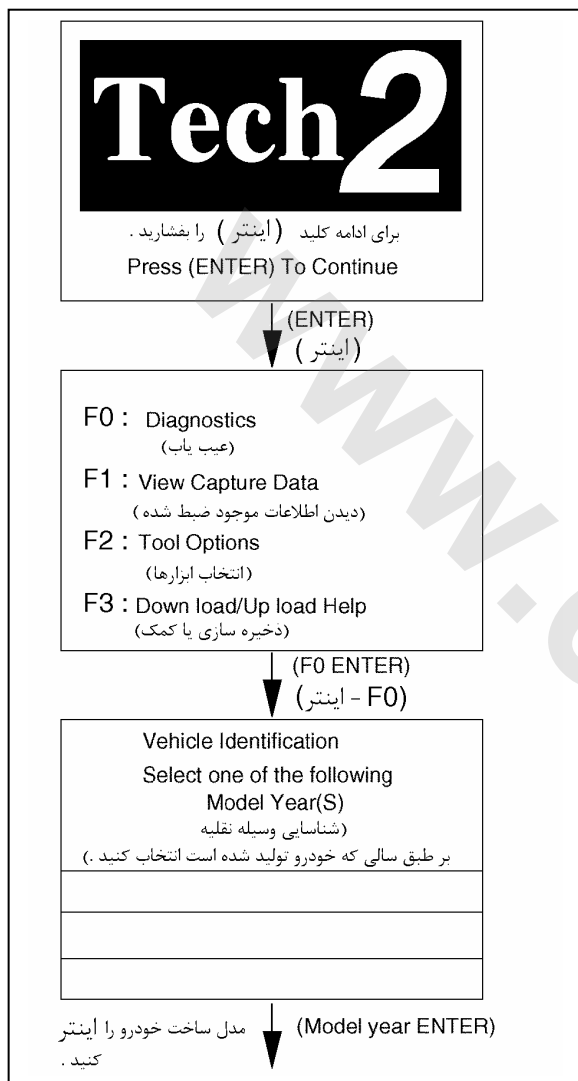 Tech 2
برای ادامه کلید ( اینتر ) را بفشارید .
Press (ENTER) To Continue
(ENTER)
( اینتر )
F0 : Diagnostics
(عیب یاب)
F1 : View Capture Data
(دیدن اطلاعات موجود ضبط شده )
F2 : Tool Options
(انتخاب ابزارها)
F3 : Down load/Up load Help
(ذخیره سازی یا کمک)
(F0 ENTER)
(F0 - اینتر)
Vehicle Identification
Select one of the following
Model Year(S)
(شناسایی وسیله نقلیه
بر طبق سالی که خودرو تولید شده است انتخاب کنید .)
(Model year ENTER)
مدل ساخت خودرو را اینتر
کنید .
www.